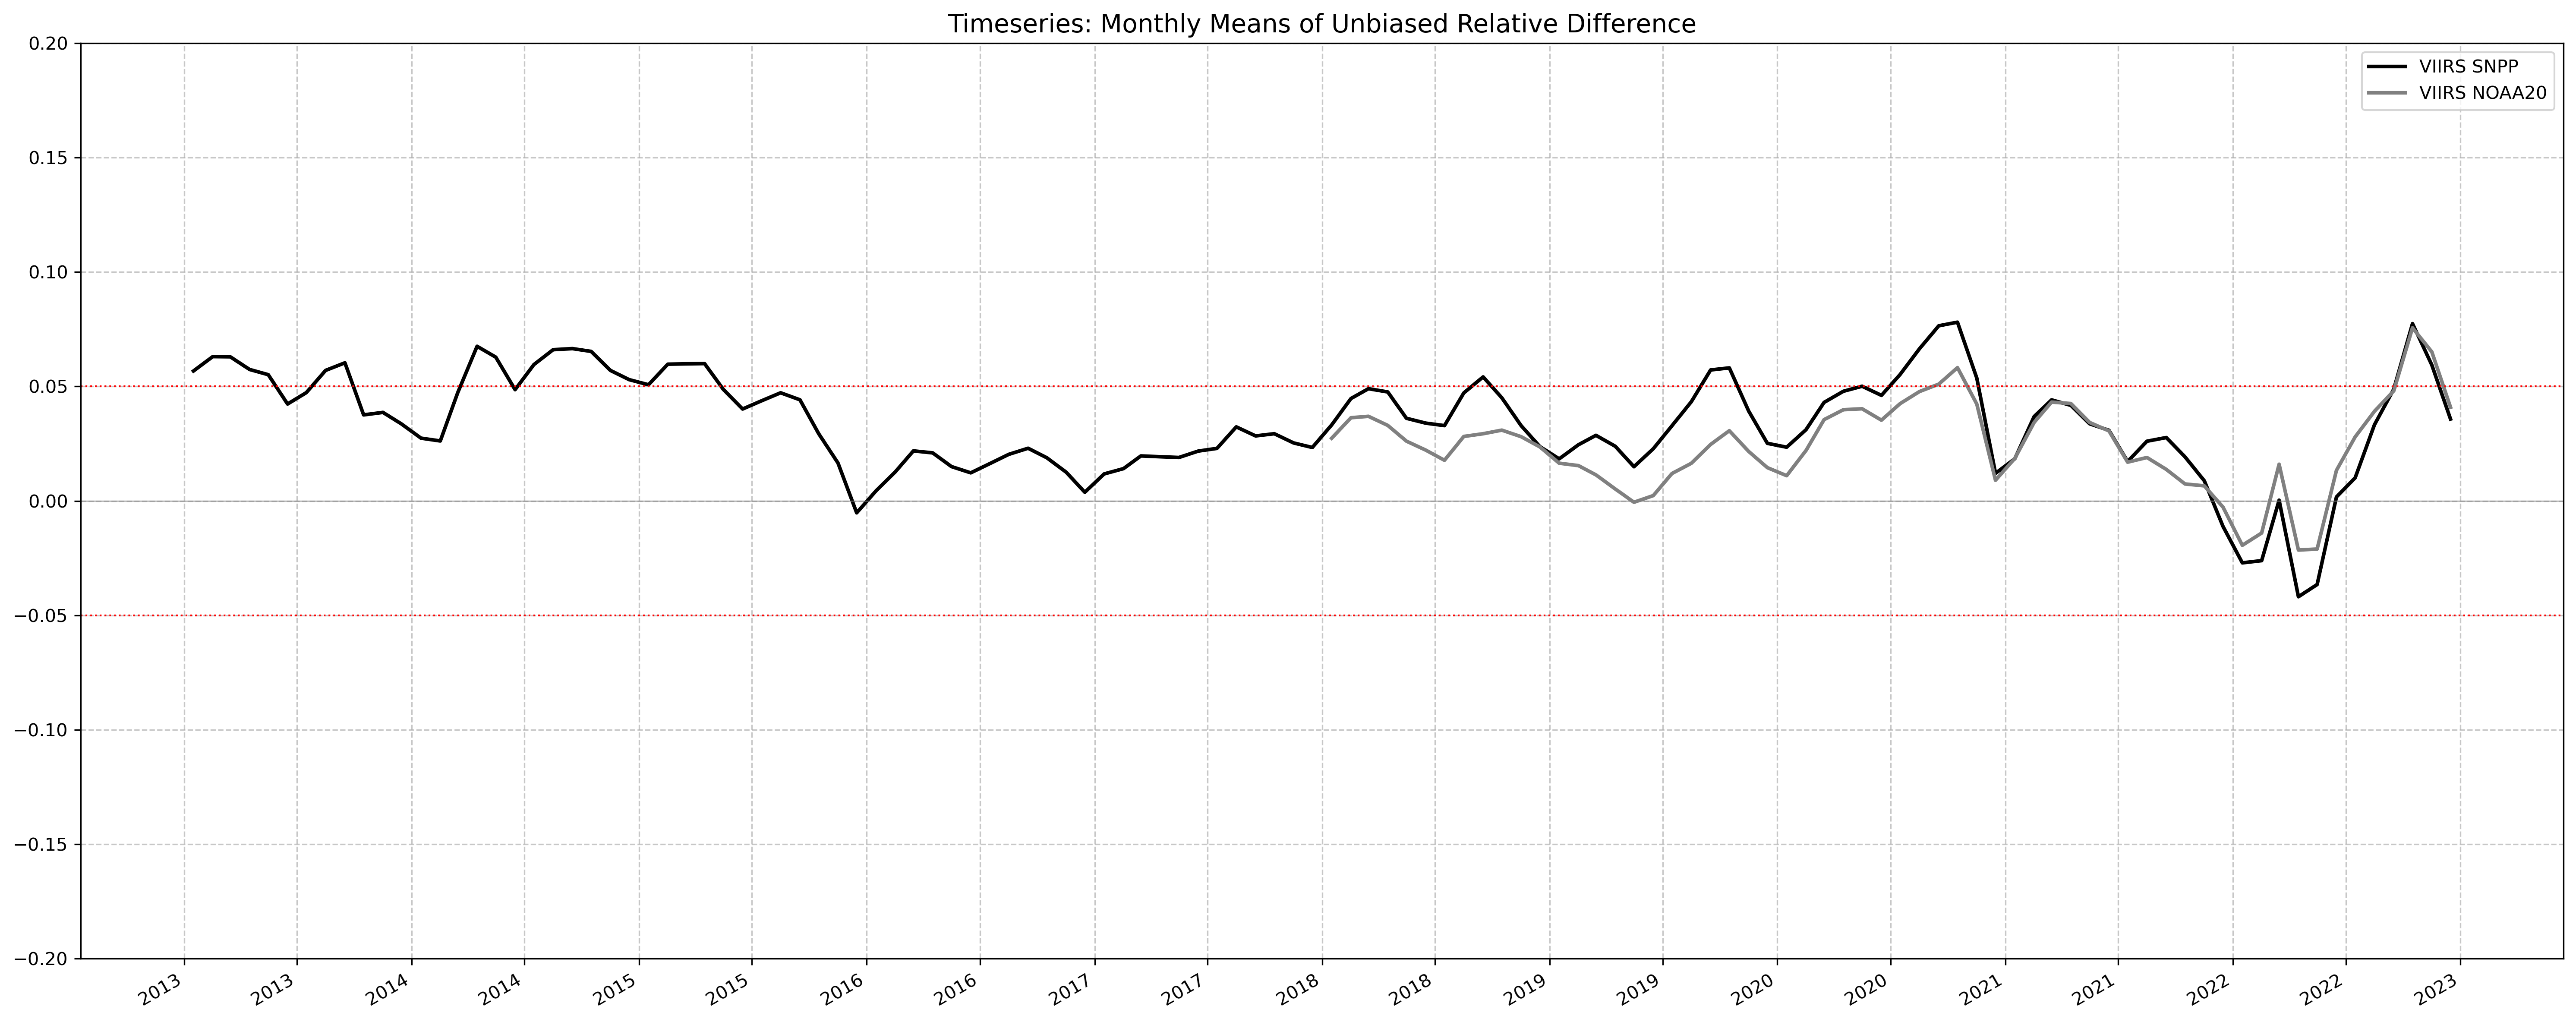 Timeseries: Monthly Means of Unbiased Relative Difference
0.20
0.15
0.10
0.05
0.00
−0.05
−0.10
−0.15
−0.20
VIIRS SNPP
VIIRS NOAA20
2013 2013 2014 2014 2015 2015 2016 2016 2017 2017 2018 2018 2019 2019 2020 2020 2021 2021 2022 2022 2023